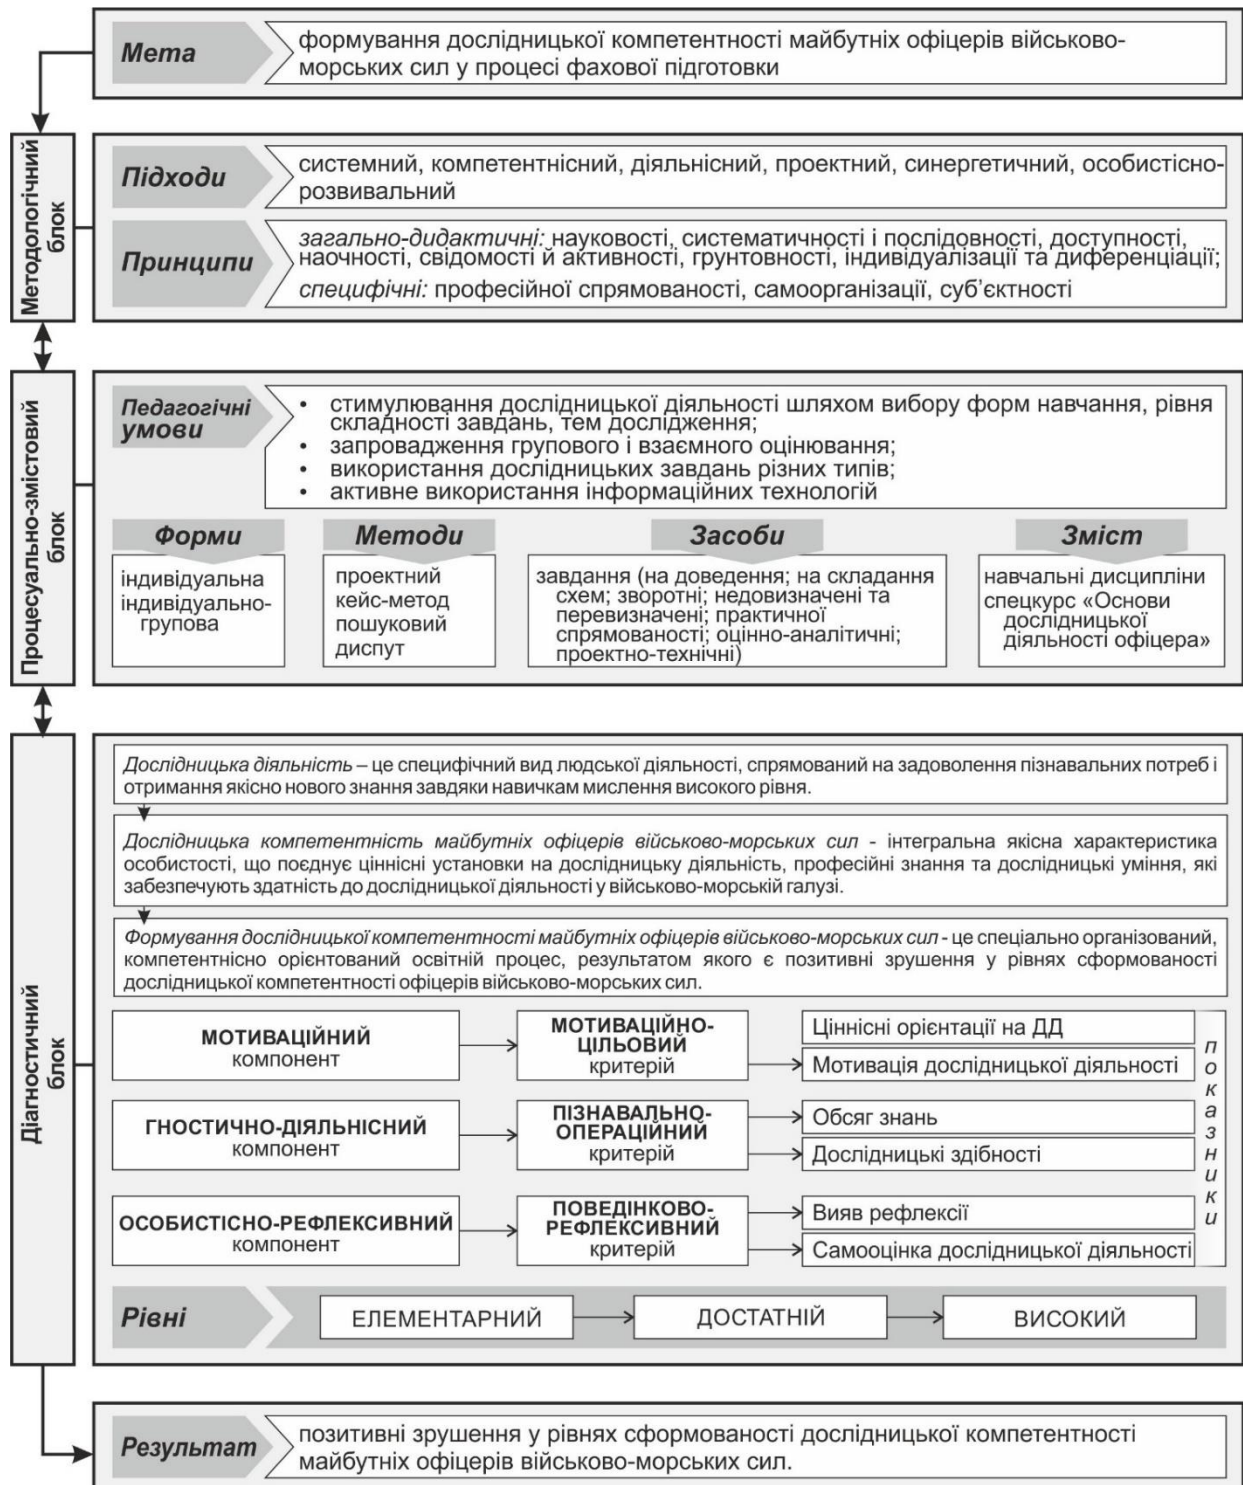 Мета
формування дослідницької компетентності майбутніх офіцерів військово-
морських сил у процесі фахової підготовки
Методологічний
блок
Підходи
системний, компетентнісний, діяльнісний, проектний, синергетичний, особистісно-
розвивальний
Принципи
загально-дидактичні: науковості, систематичності і послідовності, доступності,
наочності, свідомості й активності, грунтовності, індивідуалізації та диференціації;
специфічні: професійної спрямованості, самоорганізації, суб’єктності
Процесуально-змістовий
блок
Педагогічні
умови
• стимулювання дослідницької діяльності шляхом вибору форм навчання, рівня
складності завдань, тем дослідження;
• запровадження групового і взаємного оцінювання;
• використання дослідницьких завдань різних типів;
• активне використання інформаційних технологій
Форми
індивідуальна
індивідуально-
групова
Методи
проектний
кейс-метод
пошуковий
диспут
Засоби
завдання (на доведення; на складання
схем; зворотні; недовизначені та
перевизначені; практичної
спрямованості; оцінно-аналітичні;
проектно-технічні)
Зміст
навчальні дисципліни
спецкурс «Основи
дослідницької
діяльності офіцера»
Діагностичний
блок
Дослідницька діяльність – це специфічний вид людської діяльності, спрямований на задоволення пізнавальних потреб і
отримання якісно нового знання завдяки навичкам мислення високого рівня.
Дослідницька компетентність майбутніх офіцерів військово-морських сил - інтегральна якісна характеристика
особистості, що поєднує ціннісні установки на дослідницьку діяльність, професійні знання та дослідницькі уміння, які
забезпечують здатність до дослідницької діяльності у військово-морській галузі.
Формування дослідницької компетентності майбутніх офіцерів військово-морських сил - це спеціально організований,
компетентнісно орієнтований освітній процес, результатом якого є позитивні зрушення у рівнях сформованості
дослідницької компетентності офіцерів військово-морських сил.
МОТИВАЦІЙНИЙ
компонент
МОТИВАЦІЙНО-
ЦІЛЬОВИЙ
критерій
Ціннісні орієнтації на ДД
Мотивація дослідницької діяльності
ГНОСТИЧНО-ДІЯЛЬНІСНИЙ
компонент
ПІЗНАВАЛЬНО-
ОПЕРАЦІЙНИЙ
критерій
Обсяг знань
Дослідницькі здібності
ОСОБИСТІСНО-РЕФЛЕКСИВНИЙ
компонент
ПОВЕДІНКОВО-
РЕФЛЕКСИВНИЙ
критерій
Вияв рефлексії
Самооцінка дослідницької діяльності
показники
Рівні
ЕЛЕМЕНТАРНИЙ
ДОСТАТНІЙ
ВИСОКИЙ
Результат
позитивні зрушення у рівнях сформованості дослідницької компетентності
майбутніх офіцерів військово-морських сил.